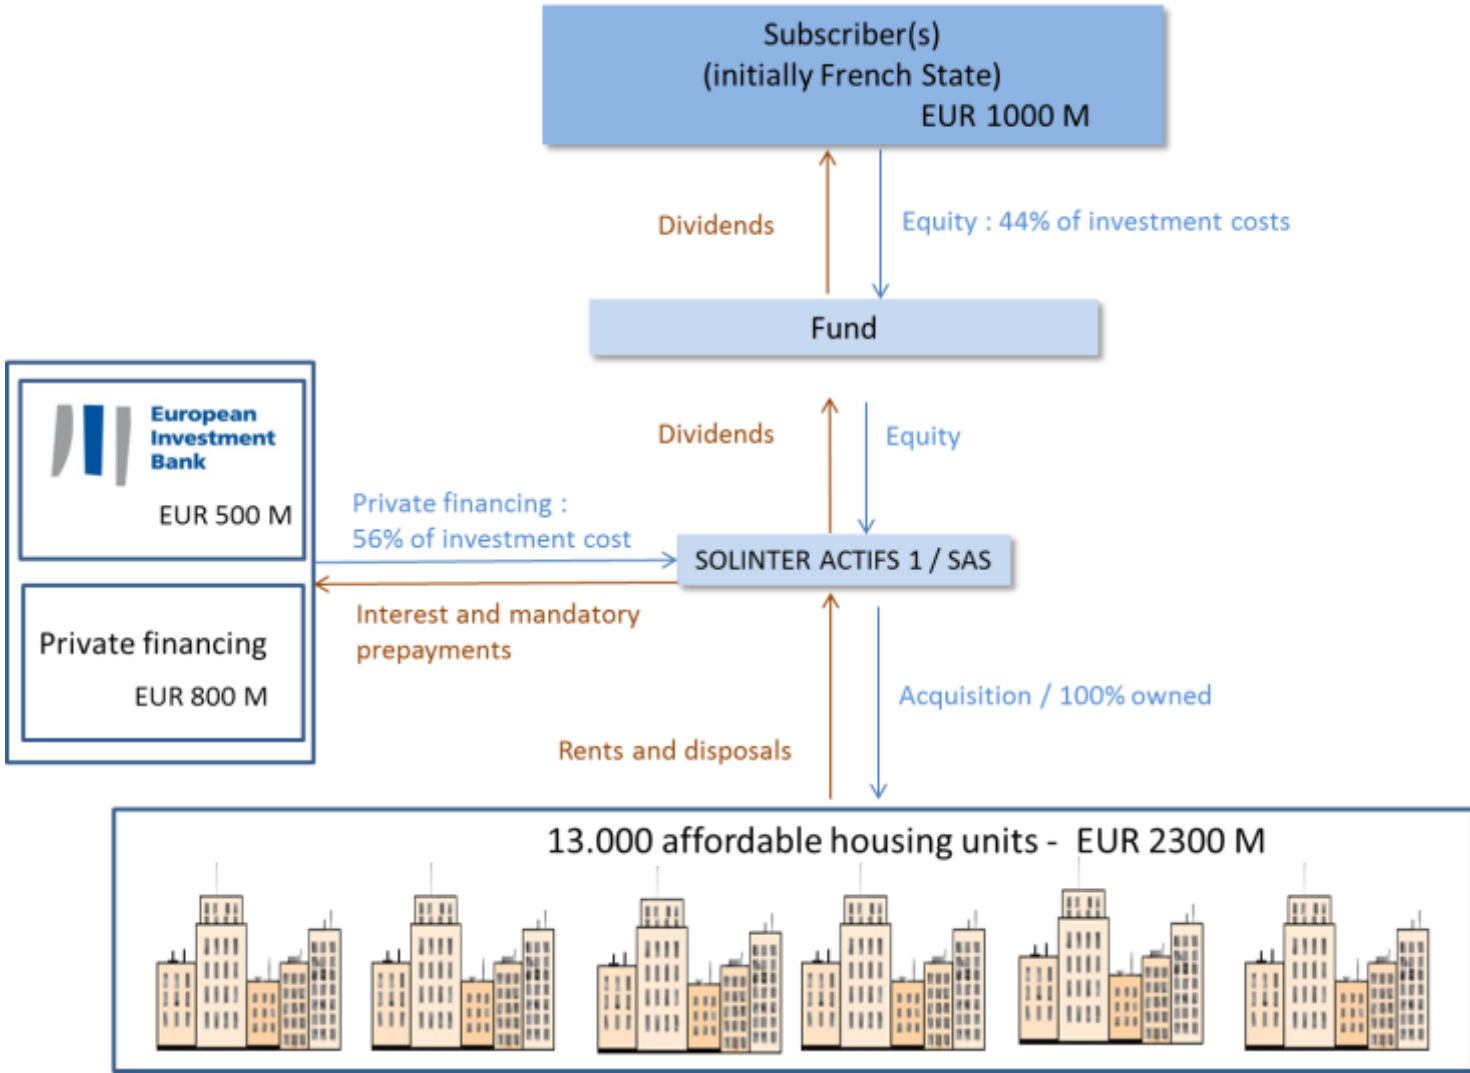 Subscriber(s)
(initially French State)
EUR 1000 M
Dividends
Equity : 44% of investment costs
Fund
European
Investment
Bank
EUR 500 M
Dividends
Equity
Private financing :
56% of investment cost
SOLINTER ACTIFS 1 / SAS
Interest and mandatory
prepayments
Private financing
EUR 800 M
Acquisition / 100% owned
Rents and disposals
13.000 affordable housing units - EUR 2300 M